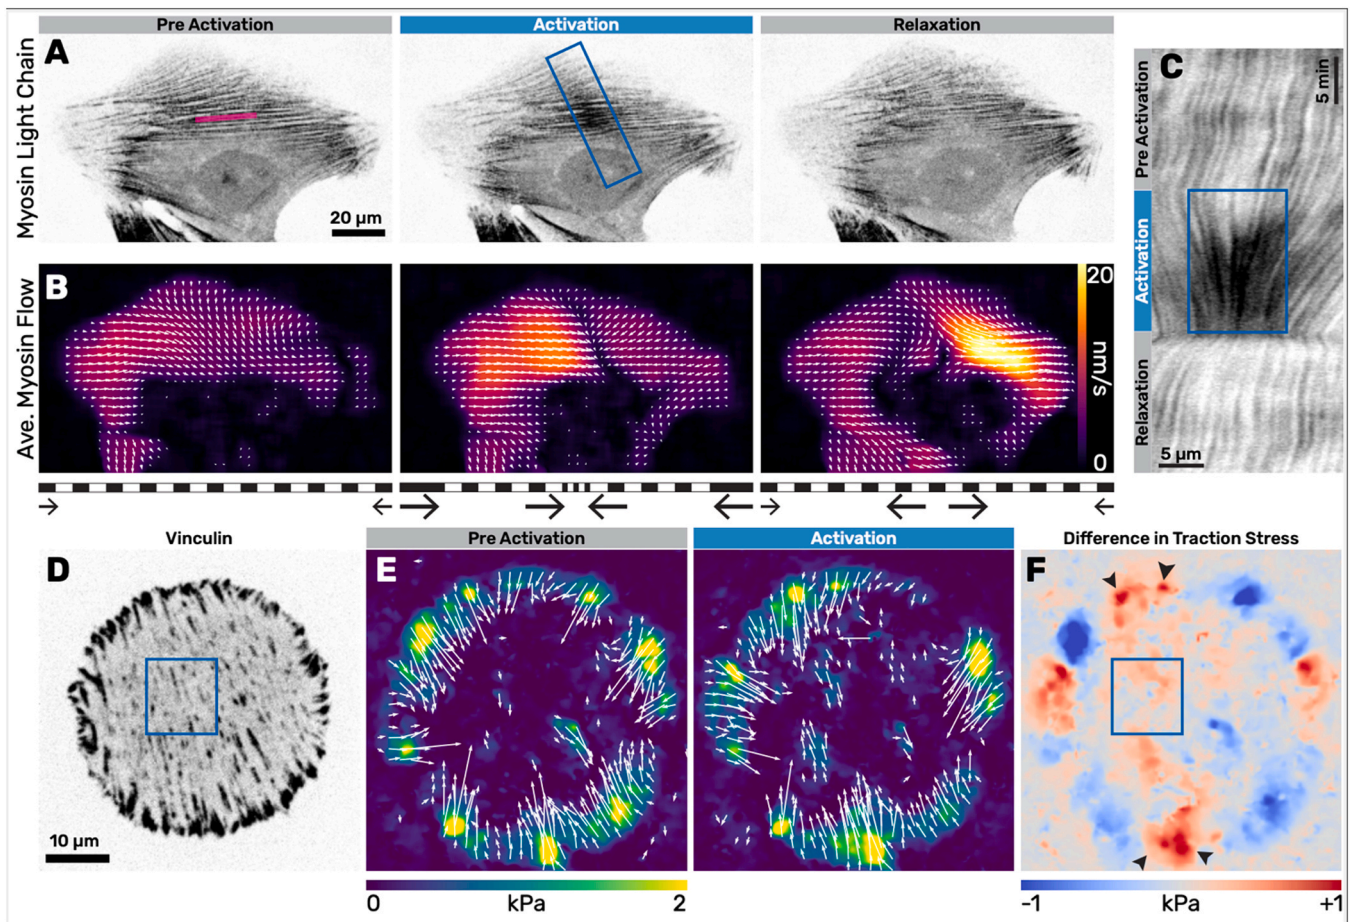 Pre Activation
Activation
Relaxation
Myosin Light Chain
A
20 µm
C
Pre Activation
Activation
Relaxation
5 min
5 µm
Ave. Myosin Flow
B
20
nm/s
0
Vinculin
Pre Activation
Activation
Difference in Traction Stress
D
E
F
10 µm
0 kPa 2
-1 kPa +1